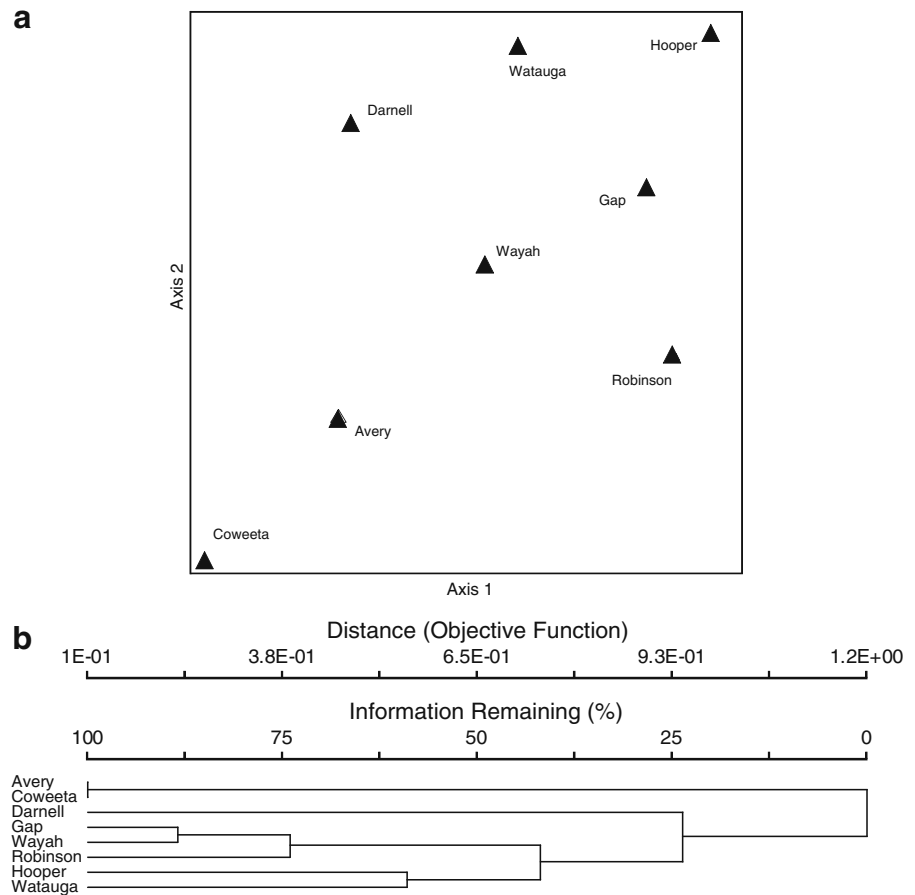 a
Hooper
Watauga
Darnell
Gap
Wayah
Axis 2
Robinson
Avery
Coweeta
Axis 1
b
Distance (Objective Function)
1E-01 3.8E-01 6.5E-01 9.3E-01 1.2E+00
Information Remaining (%)
100 75 50 25 0
Avery
Coweeta
Darnell
Gap
Wayah
Robinson
Hooper
Watauga